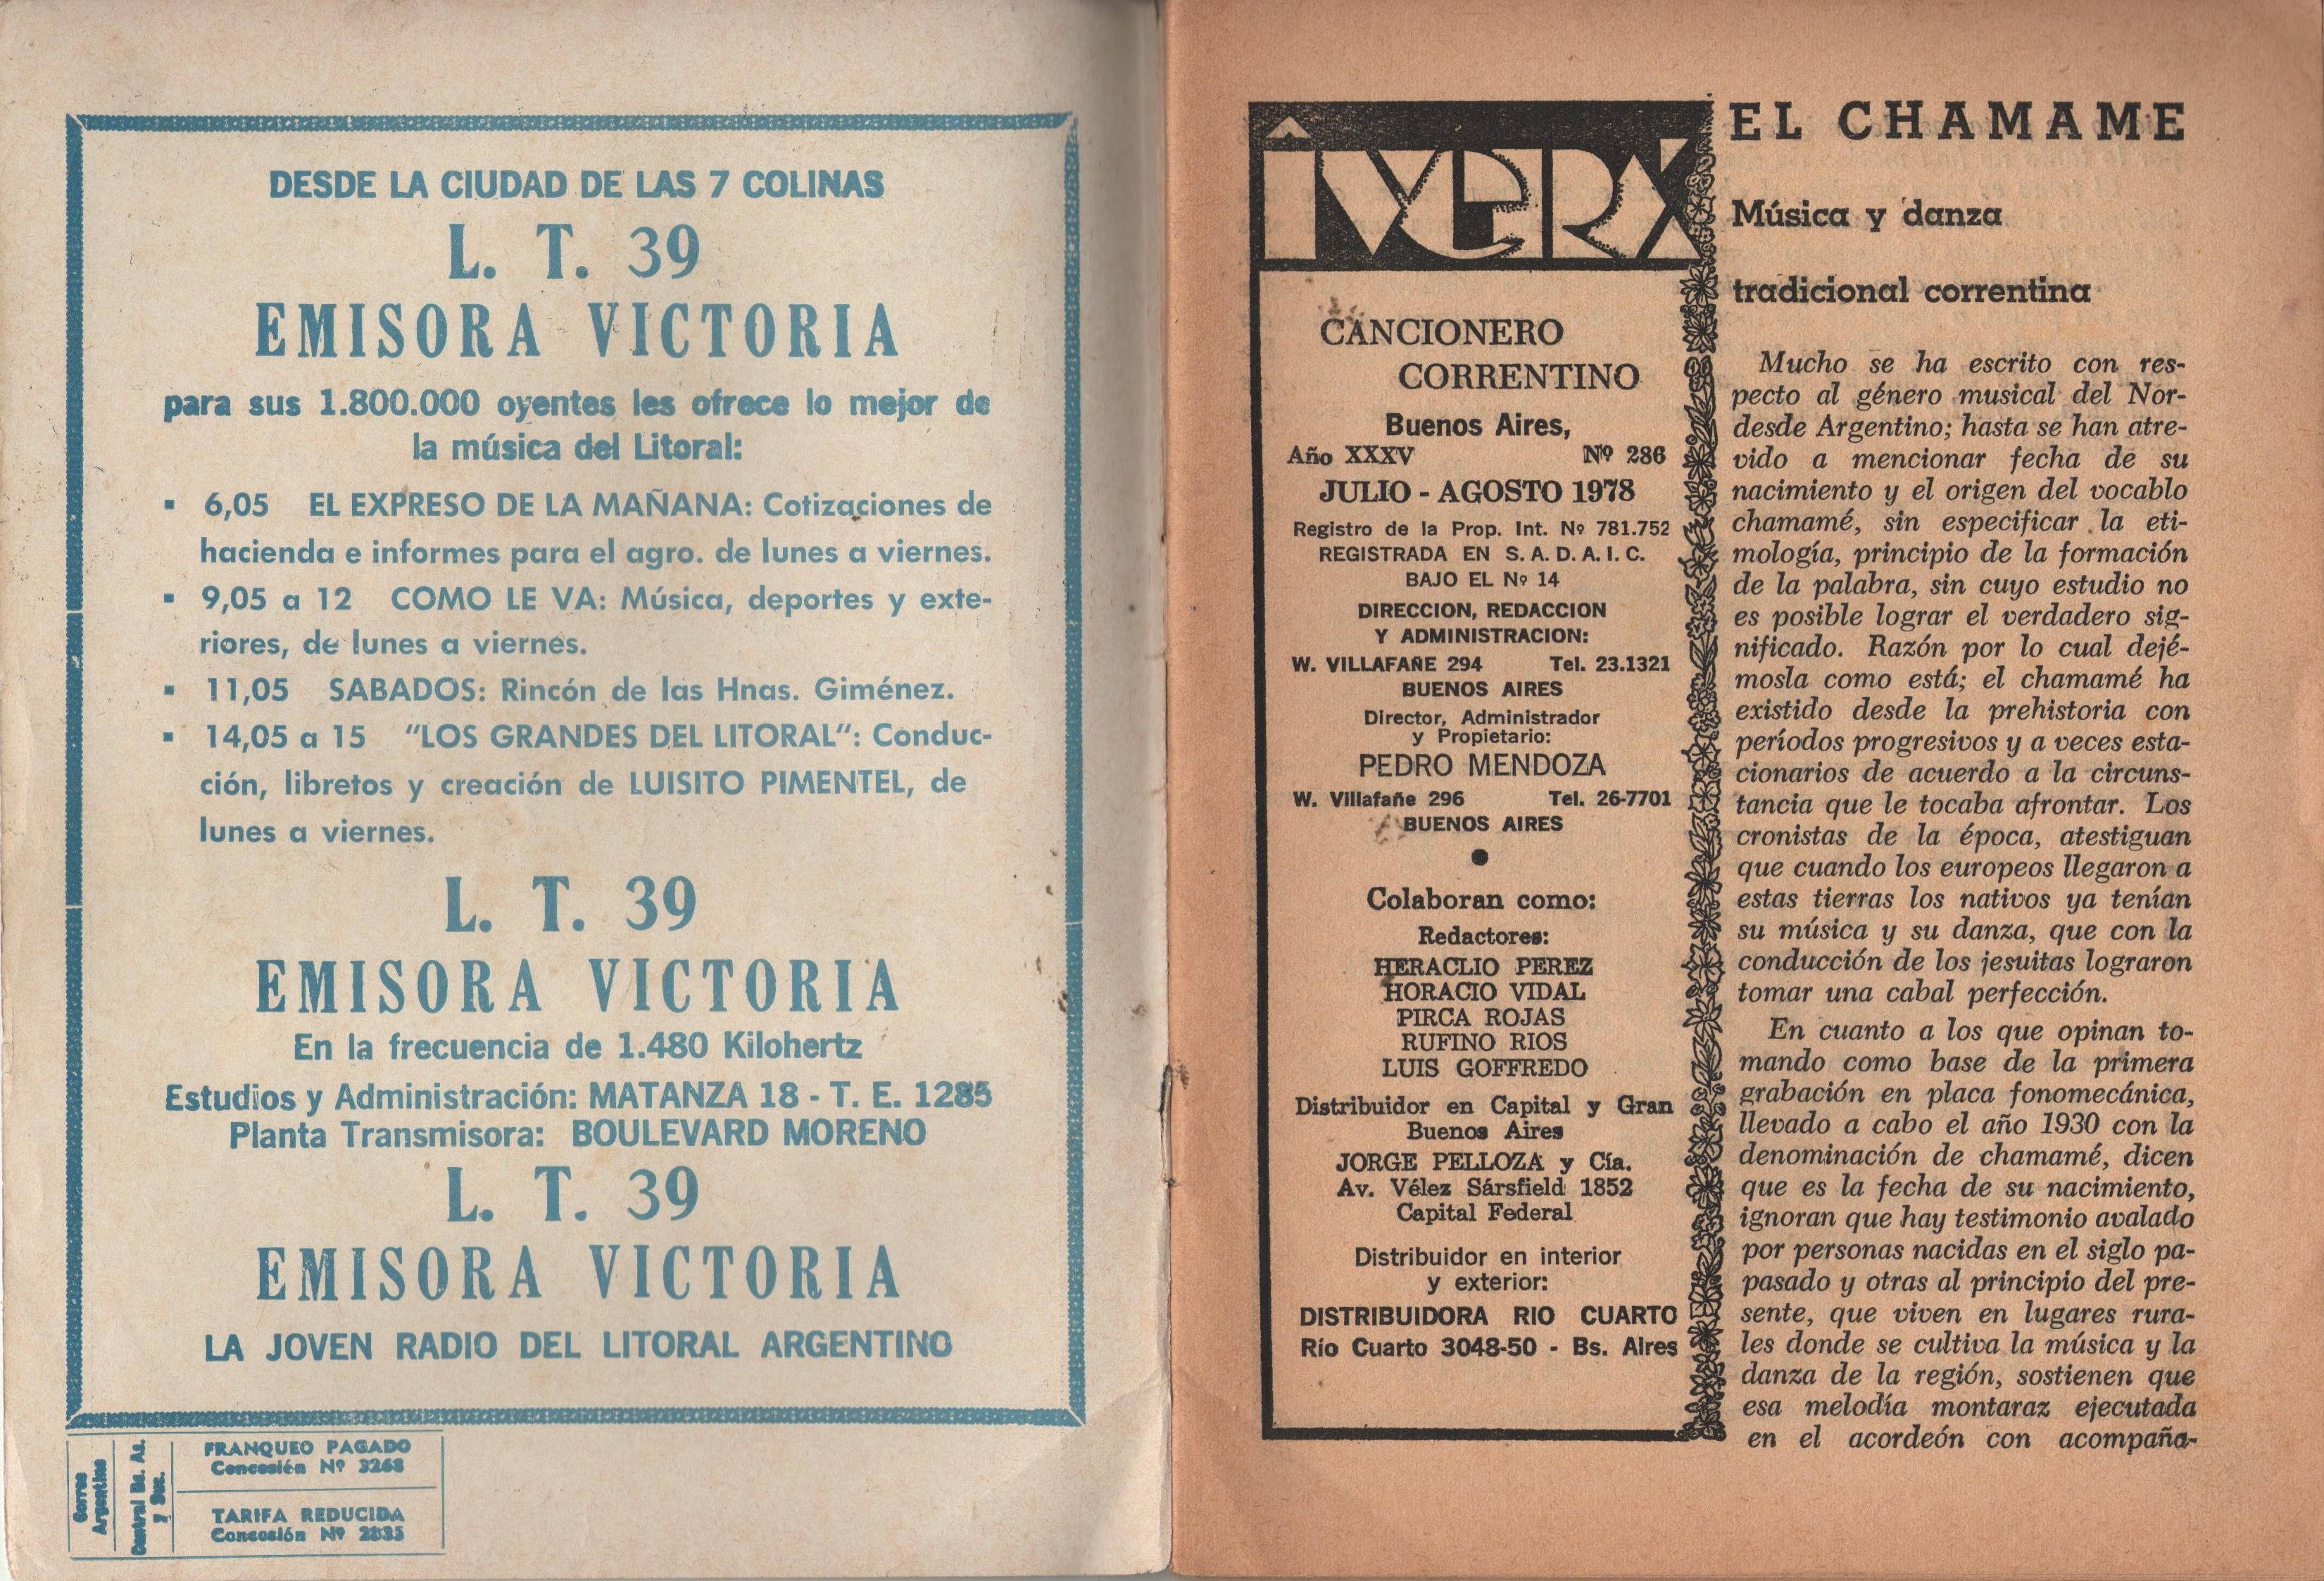 DESDE LA CIUDAD DE LAS 7 COLINAS
L. T. 39
EMISORA VICTORIA
para sus 1.800.000 oyentes les ofrece lo mejor de
la música del Litoral:
▪ 6,05 EL EXPRESO DE LA MAÑANA: Cotizaciones de
hacienda e informes para el agro. de lunes a viernes.
▪ 9,05 a 12 COMO LE VA: Música, deportes y exte-
riores, de lunes a viernes.
▪ 11,05 SABADOS: Rincón de las Hnas. Giménez.
▪ 14,05 a 15 "LOS GRANDES DEL LITORAL": Conduc-
ción, libretos y creación de LUISITO PIMENTEL, de
lunes a viernes.
L. T. 39
EMISORA VICTORIA
En la frecuencia de 1.480 Kilohertz
Estudios y Administración: MATANZA 18 - T. E. 1285
Planta Transmisora: BOULEVARD MORENO
L. T. 39
EMISORA VICTORIA
LA JOVEN RADIO DEL LITORAL ARGENTINO
Correo
Argentino
Central Bs. As.
y Suc.
FRANQUEO PAGADO
Concesión Nº 3268
TARIFA REDUCIDA
Concesión Nº 2835
IVERA
CANCIONERO
CORRENTINO
Buenos Aires,
Año XXXV Nº 286
JULIO - AGOSTO 1978
Registro de la Prop. Int. Nº 781.752
REGISTRADA EN S. A. D. A. I. C.
BAJO EL Nº 14
DIRECCION, REDACCION
Y ADMINISTRACION:
W. VILLAFAÑE 294 Tel. 23.1321
BUENOS AIRES
Director, Administrador
y Propietario:
PEDRO MENDOZA
W. Villafañe 296 Tel. 26-7701
BUENOS AIRES
●
Colaboran como:
Redactores:
HERACLIO PEREZ
HORACIO VIDAL
PIRCA ROJAS
RUFINO RIOS
LUIS GOFFREDO
Distribuidor en Capital y Gran
Buenos Aires
JORGE PELLOZA y Cía.
Av. Vélez Sársfield 1852
Capital Federal
Distribuidor en interior
y exterior:
DISTRIBUIDORA RIO CUARTO
Río Cuarto 3048-50 - Bs. Aires
EL CHAMAME
Música y danza
tradicional correntina
Mucho se ha escrito con res-
pecto al género musical del Nor-
desde Argentino; hasta se han atre-
vido a mencionar fecha de su
nacimiento y el origen del vocablo
chamamé, sin especificar la eti-
mología, principio de la formación
de la palabra, sin cuyo estudio no
es posible lograr el verdadero sig-
nificado. Razón por lo cual dejé-
mosla como está; el chamamé ha
existido desde la prehistoria con
períodos progresivos y a veces esta-
cionarios de acuerdo a la circuns-
tancia que le tocaba afrontar. Los
cronistas de la época, atestiguan
que cuando los europeos llegaron a
estas tierras los nativos ya tenían
su música y su danza, que con la
conducción de los jesuitas lograron
tomar una cabal perfección.
En cuanto a los que opinan to-
mando como base de la primera
grabación en placa fonomecánica,
llevado a cabo el año 1930 con la
denominación de chamamé, dicen
que es la fecha de su nacimiento,
ignoran que hay testimonio avalado
por personas nacidas en el siglo pa-
pasado y otras al principio del pre-
sente, que viven en lugares rura-
les donde se cultiva la música y la
danza de la región, sostienen que
esa melodía montaraz ejecutada
en el acordeón con acompaña-